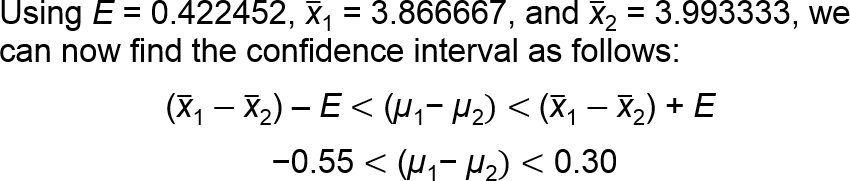 Using E = 0.422452, x̄₁ = 3.866667, and x̄₂ = 3.993333, we
can now find the confidence interval as follows:
(x̄₁ − x̄₂) – E < (μ₁− μ₂) < (x̄₁ − x̄₂) + E
−0.55 < (μ₁− μ₂) < 0.30